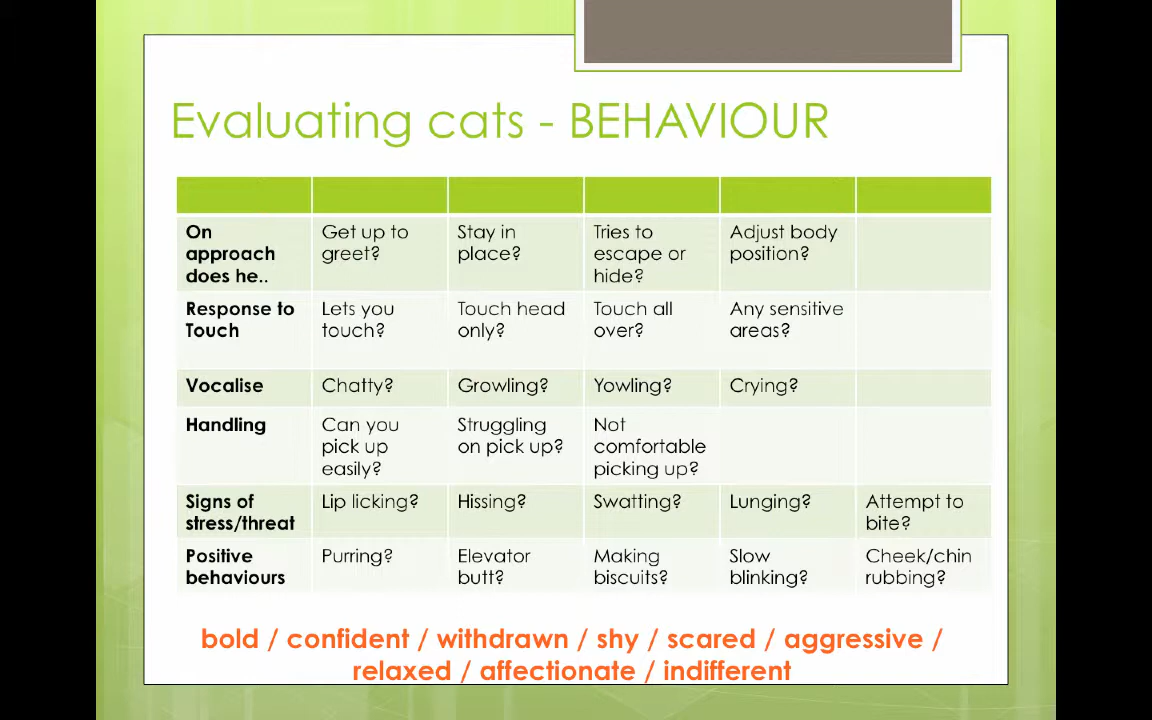 Evaluating cats - BEHAVIOUR
On approach does he.. Get up to greet? Stay in place? Tries to escape or hide? Adjust body position?
Response to Touch Lets you touch? Touch head only? Touch all over? Any sensitive areas?
Vocalise Chatty? Growling? Yowling? Crying?
Handling Can you pick up easily? Struggling on pick up? Not comfortable picking up?
Signs of stress/threat Lip licking? Hissing? Swatting? Lunging? Attempt to bite?
Positive behaviours Purring? Elevator butt? Making biscuits? Slow blinking? Cheek/chin rubbing?
bold / confident / withdrawn / shy / scared / aggressive /
relaxed / affectionate / indifferent